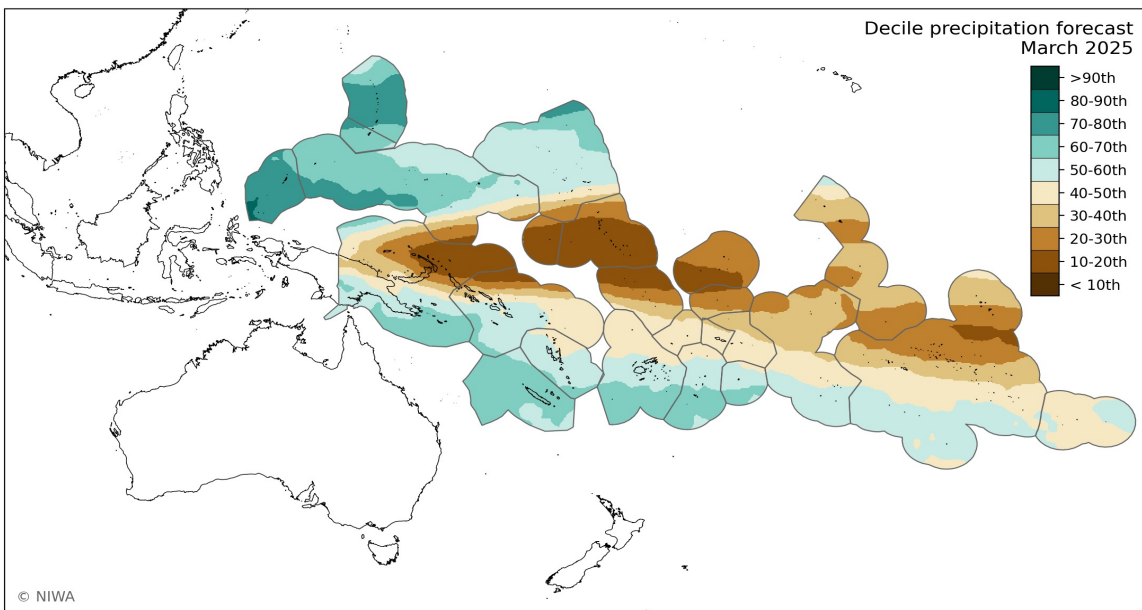 Decile precipitation forecast
March 2025
>90th
80-90th
70-80th
60-70th
50-60th
40-50th
30-40th
20-30th
10-20th
< 10th
© NIWA